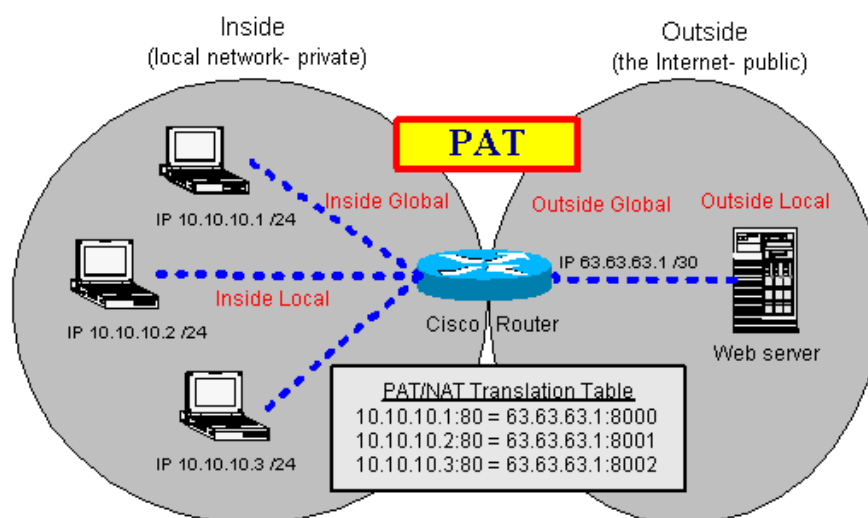 Inside
(local network- private)
Outside
(the Internet- public)
PAT
Inside Global
Outside Global
Outside Local
IP 10.10.10.1 /24
IP 63.63.63.1 /30
Inside Local
IP 10.10.10.2 /24
Cisco Router
Web server
PAT/NAT Translation Table
10.10.10.1:80 = 63.63.63.1:8000
10.10.10.2:80 = 63.63.63.1:8001
10.10.10.3:80 = 63.63.63.1:8002
IP 10.10.10.3 /24